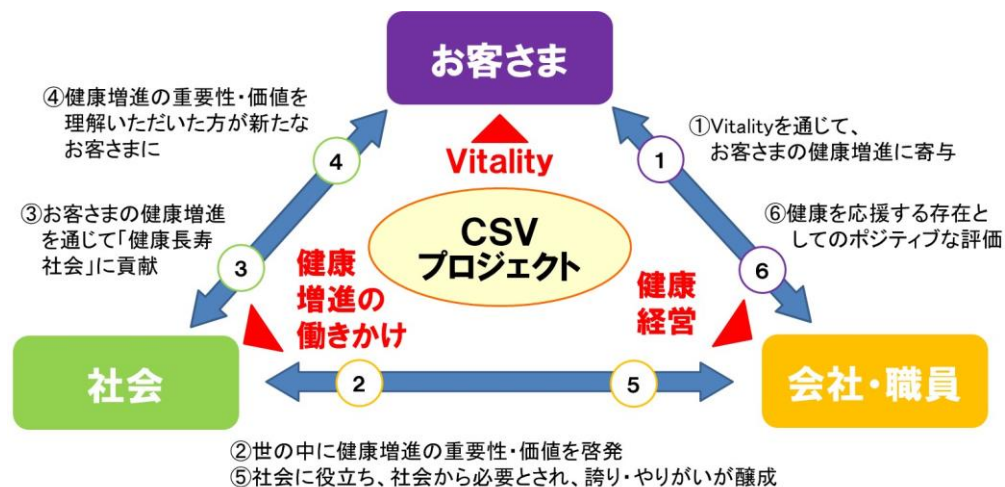 お客さま
④健康増進の重要性・価値を
理解いただいた方が新たな
お客さまに
4
Vitality
1
①Vitalityを通じて、
お客さまの健康増進に寄与
③お客さまの健康増進
を通じて「健康長寿
社会」に貢献
3
CSV
プロジェクト
⑥健康を応援する存在と
してのポジティブな評価
6
健康
増進の
働きかけ
健康
経営
社会
2
5
会社・職員
②世の中に健康増進の重要性・価値を啓発
⑤社会に役立ち、社会から必要とされ、誇り・やりがいが醸成